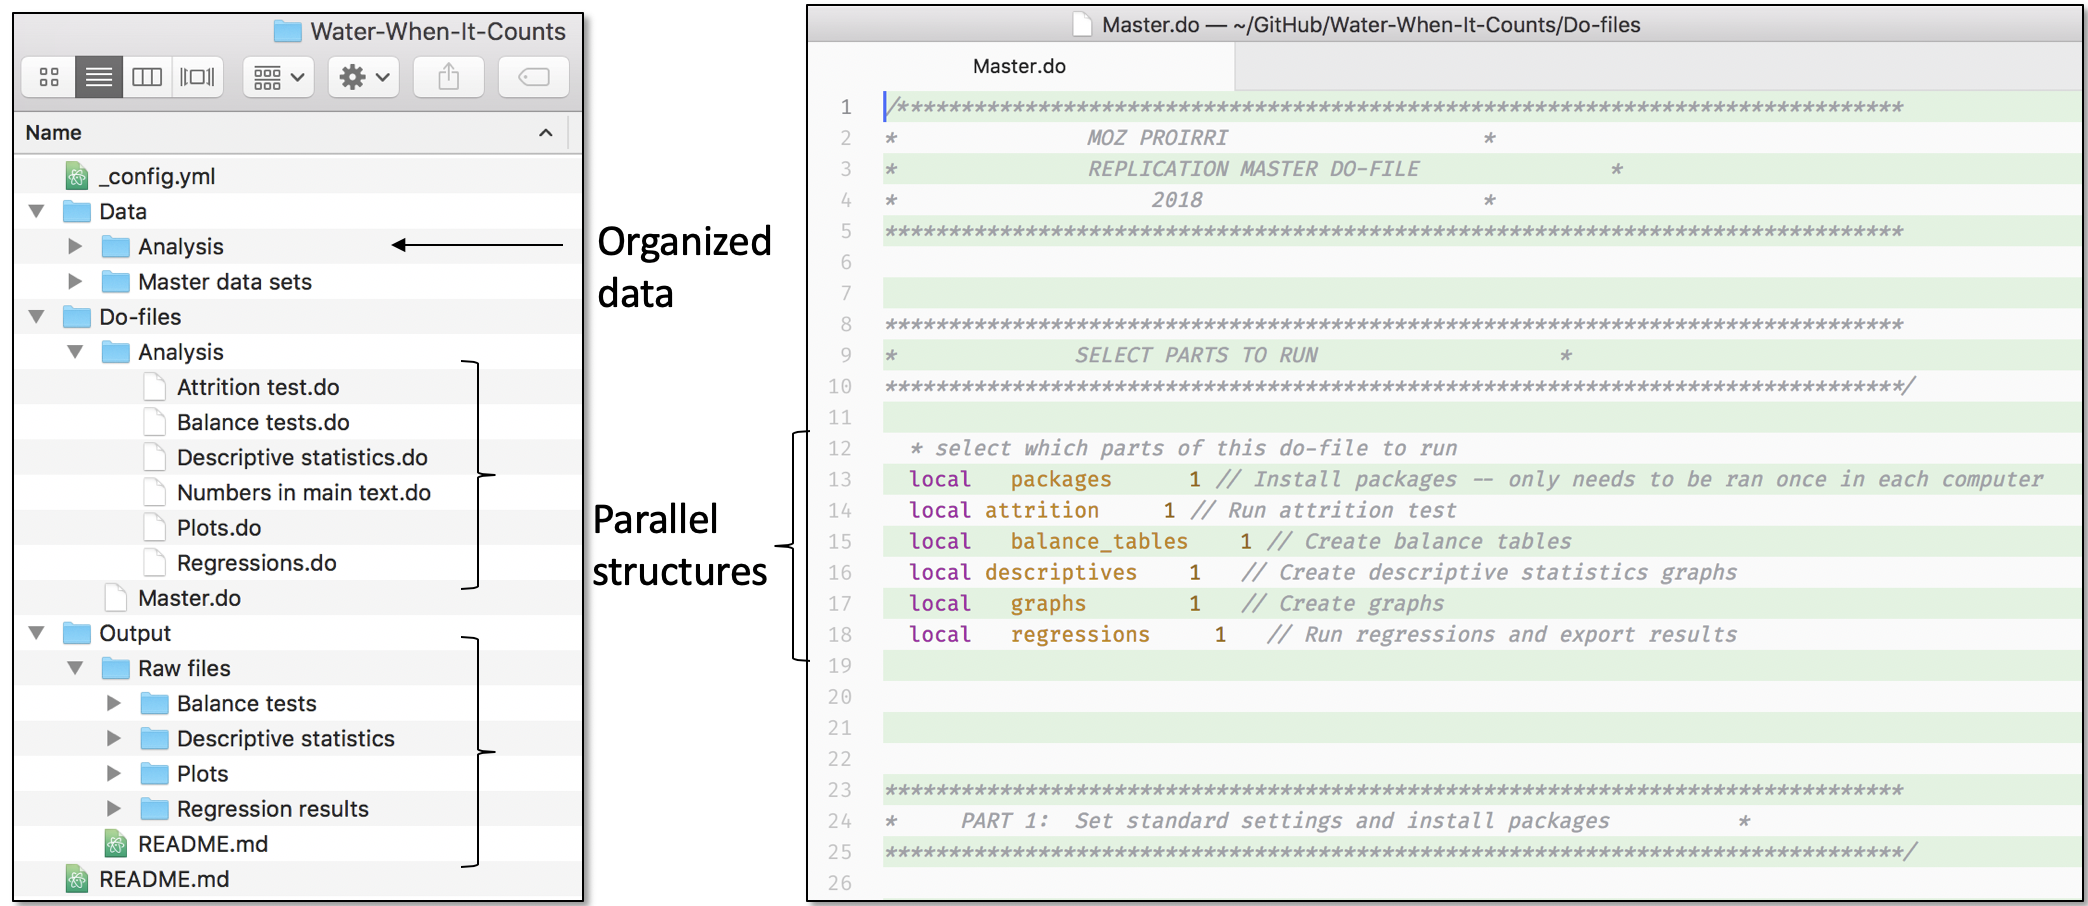 Water-When-It-Counts
Name
_config.yml
Data
Analysis
Master data sets
Do-files
Analysis
Attrition test.do
Balance tests.do
Descriptive statistics.do
Numbers in main text.do
Plots.do
Regressions.do
Master.do
Output
Raw files
Balance tests
Descriptive statistics
Plots
Regression results
README.md
README.md
Organized
data
Parallel
structures
Master.do — ~/GitHub/Water-When-It-Counts/Do-files
Master.do
1 /*******************************************************************************
2 * MOZ PROIRRI *
3 * REPLICATION MASTER DO-FILE *
4 * 2018 *
5 ********************************************************************************
6
7
8 ********************************************************************************
9 * SELECT PARTS TO RUN *
10 ********************************************************************************/
11
12 * select which parts of this do-file to run
13 local packages 1 // Install packages -- only needs to be ran once in each computer
14 local attrition 1 // Run attrition test
15 local balance_tables 1 // Create balance tables
16 local descriptives 1 // Create descriptive statistics graphs
17 local graphs 1 // Create graphs
18 local regressions 1 // Run regressions and export results
19
20
21
22
23 ********************************************************************************
24 * PART 1: Set standard settings and install packages *
25 ********************************************************************************/
26